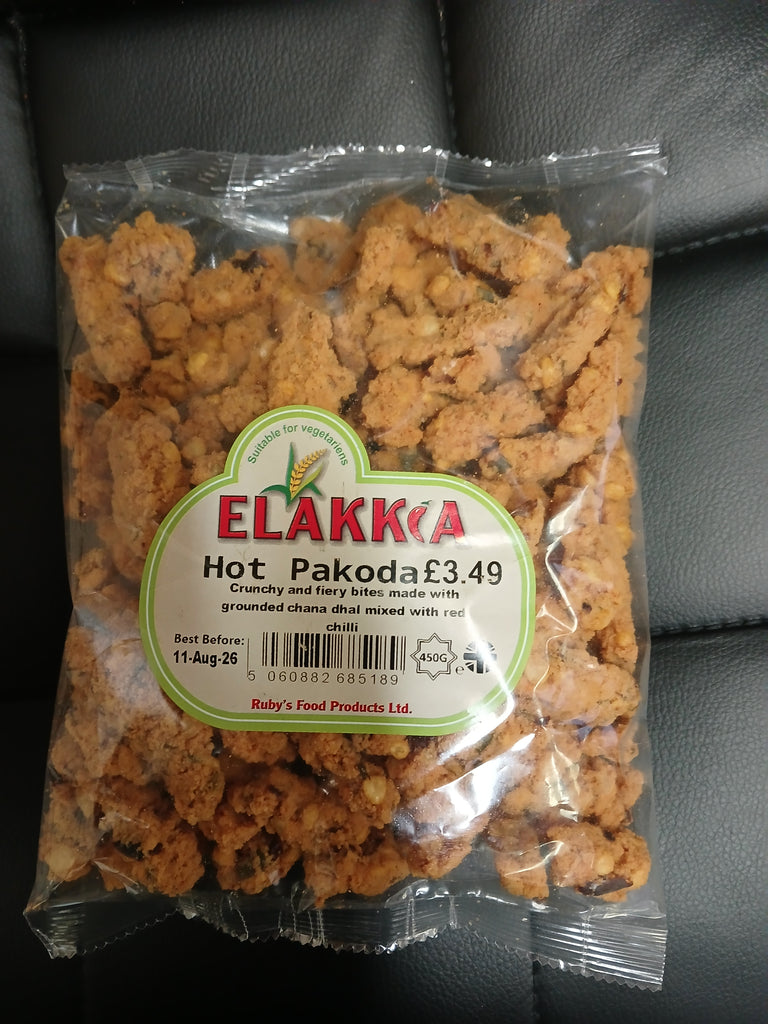 Suitable for vegetariens
ELAKKIA
Hot Pakoda £3.49
Crunchy and fiery bites made with
grounded chana dhal mixed with red
chilli
Best Before:
11-Aug-26
5 060882 685189
450G
e
Ruby's Food Products Ltd.